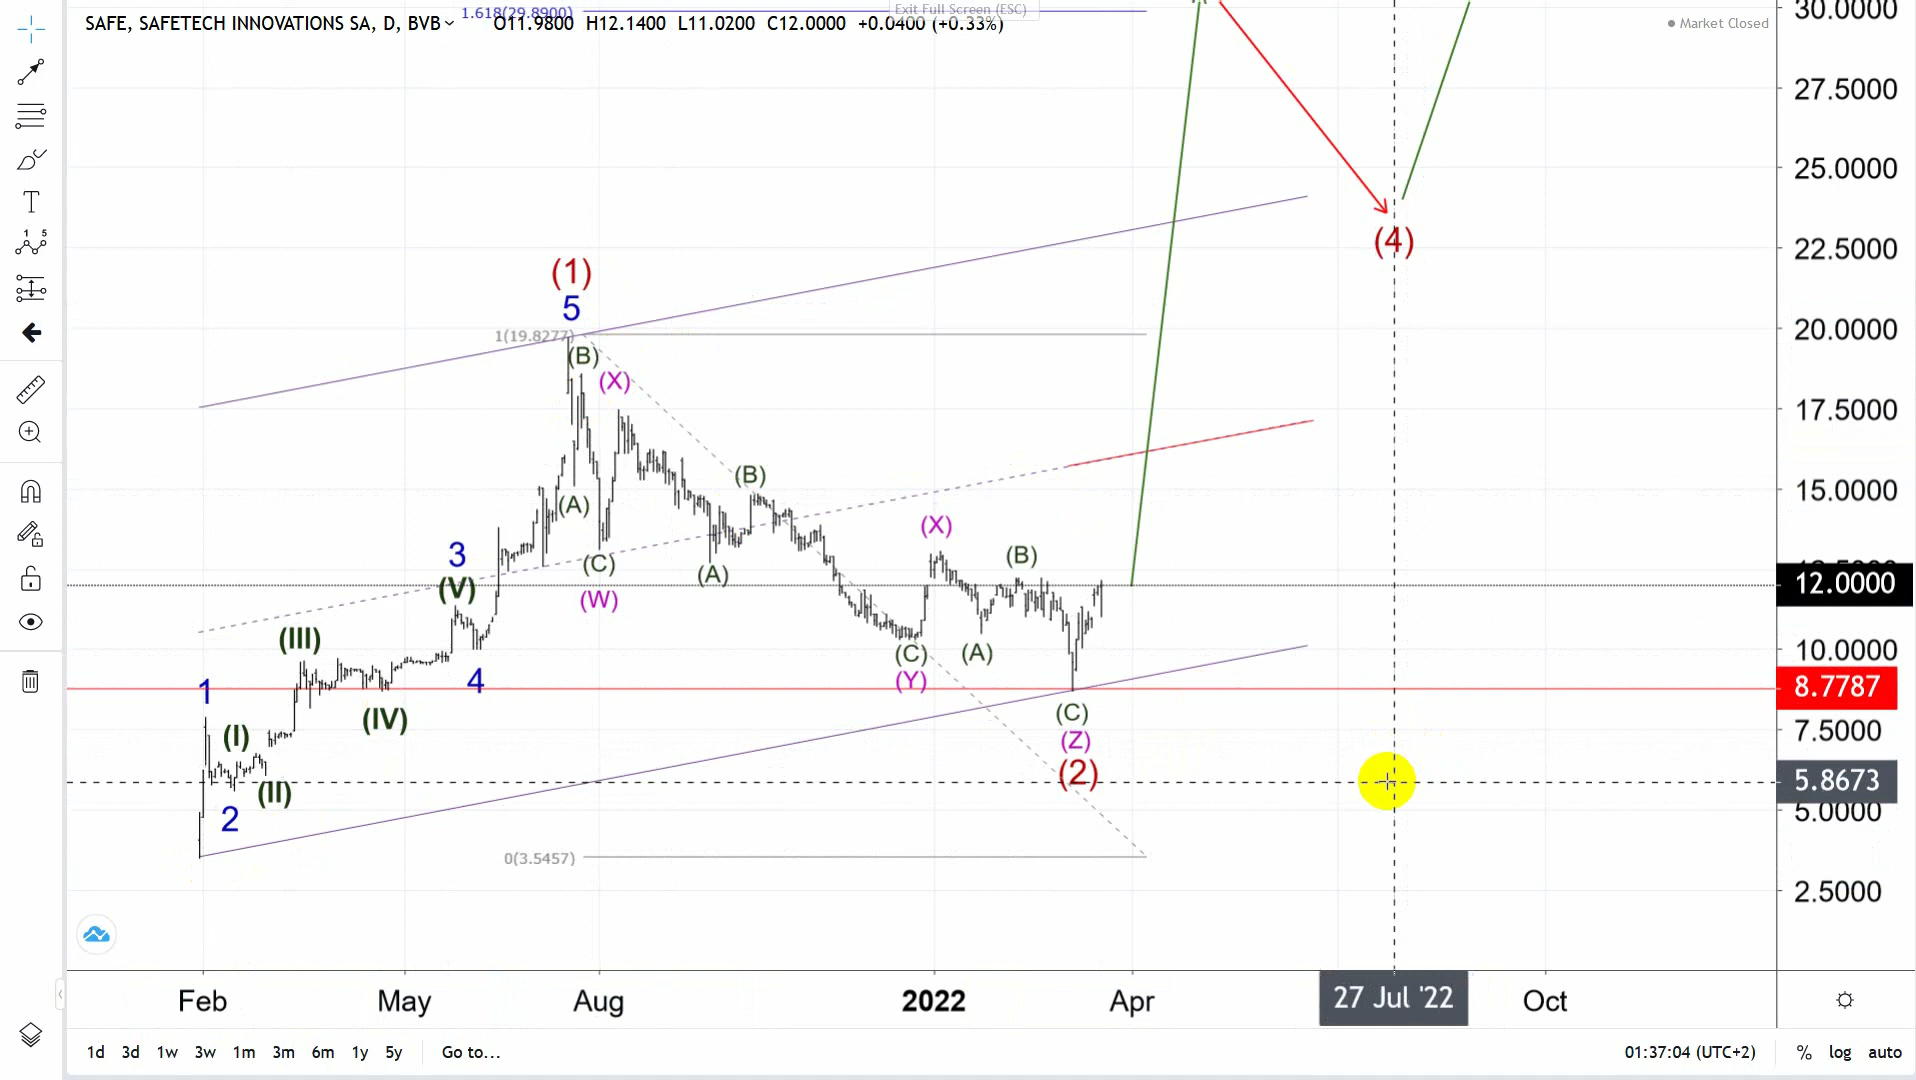 SAFE, SAFETECH INNOVATIONS SA, D, BVB
1.618(29.8900)
O11.9800 H12.1400 L11.0200 C12.0000 +0.0400 (+0.33%)
Exit Full Screen (ESC)
Market Closed
30.0000
27.5000
25.0000
(4)
22.5000
(1)
5
1(19.8277)
20.0000
(B)
(X)
17.5000
(B)
15.0000
(A)
(X)
3
(C)
(A)
(B)
(V)
(W)
12.0000
(III)
(C)
(A)
10.0000
1
4
(Y)
8.7787
(IV)
(C)
(I)
(Z)
7.5000
(II)
(2)
5.8673
2
5.0000
0(3.5457)
2.5000
Feb May Aug 2022 Apr 27 Jul '22 Oct
1d 3d 1w 3w 1m 3m 6m 1y 5y Go to... 01:37:04 (UTC+2) % log auto
T
1 5